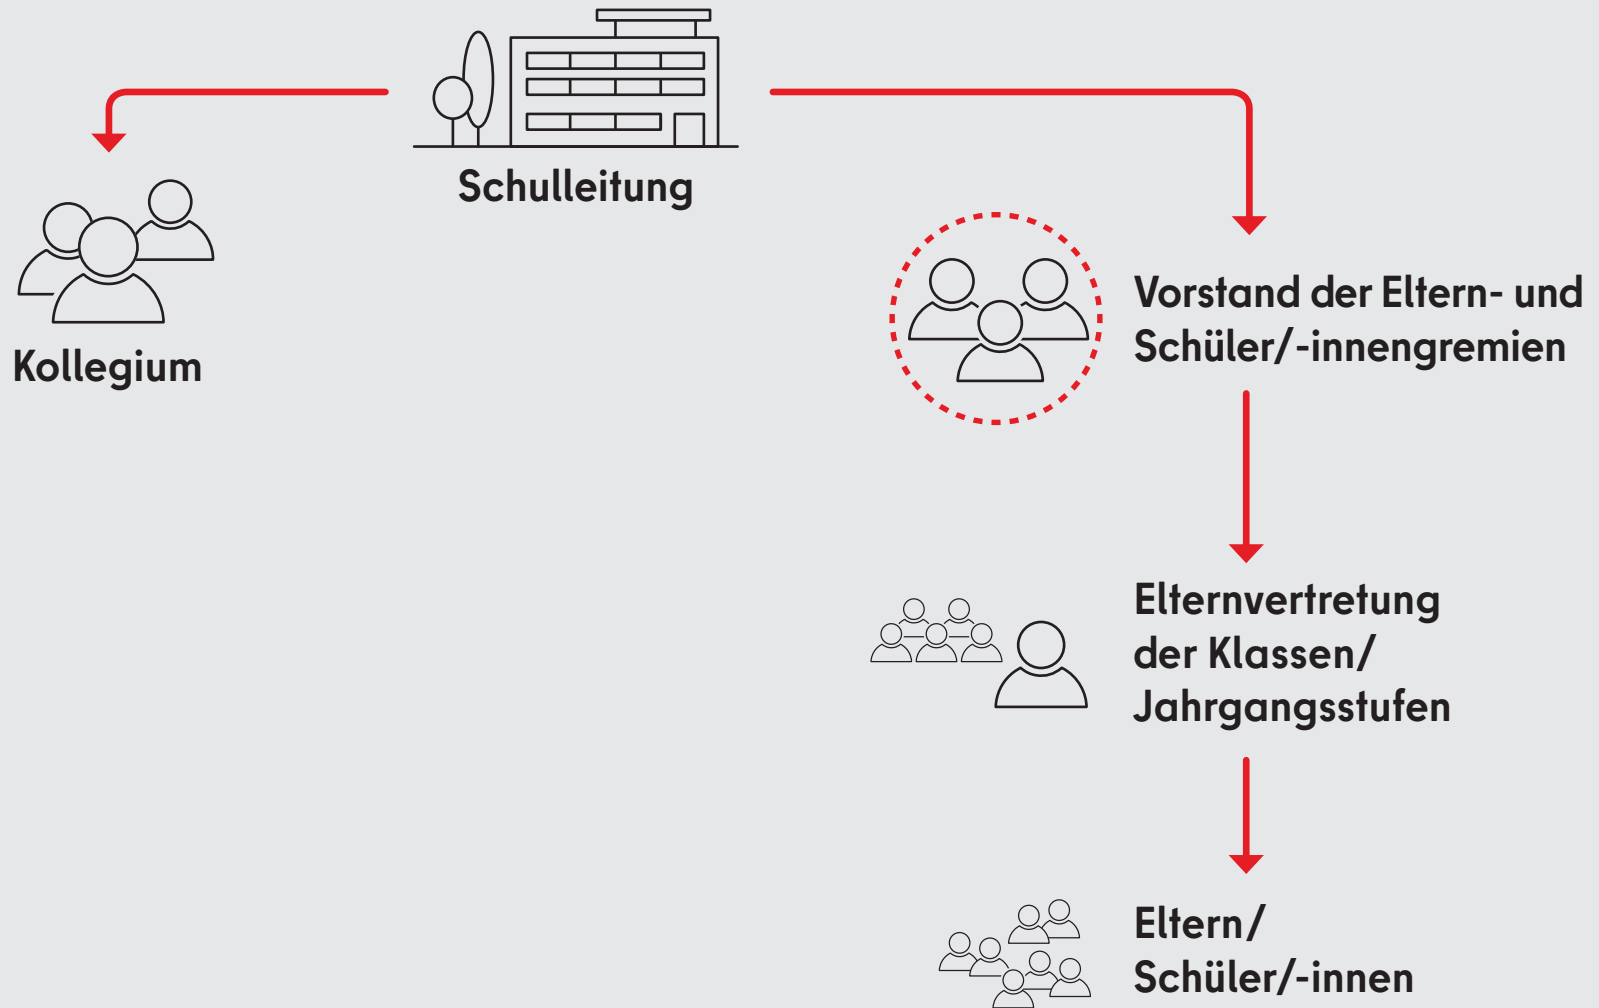 Schulleitung
Kollegium
Vorstand der Eltern- und
Schüler/-innengremien
Elternvertretung
der Klassen/
Jahrgangsstufen
Eltern/
Schüler/-innen